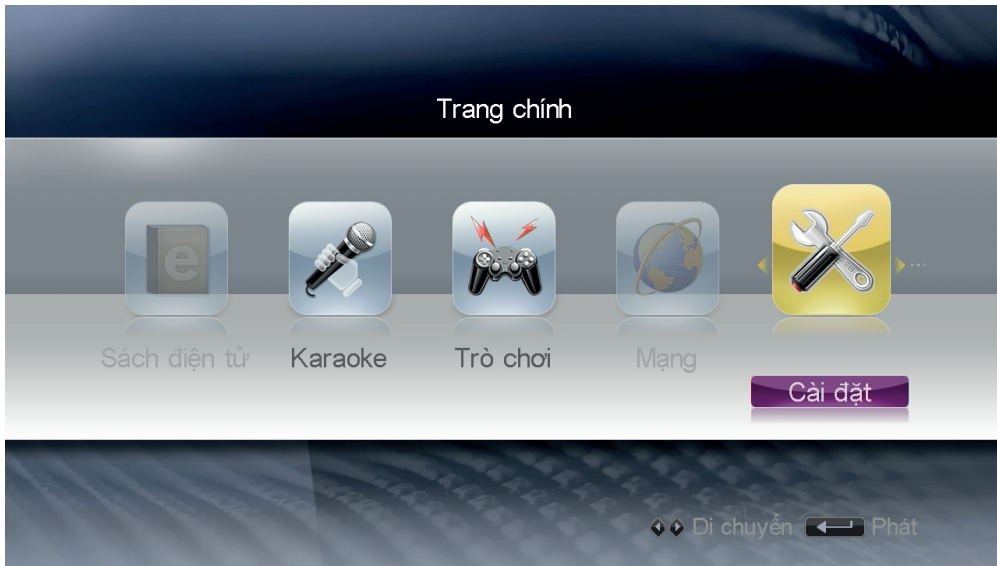 Trang chính
e
Sách điện tử
Karaoke
Trò chơi
Mạng
Cài đặt
Di chuyển
Phát